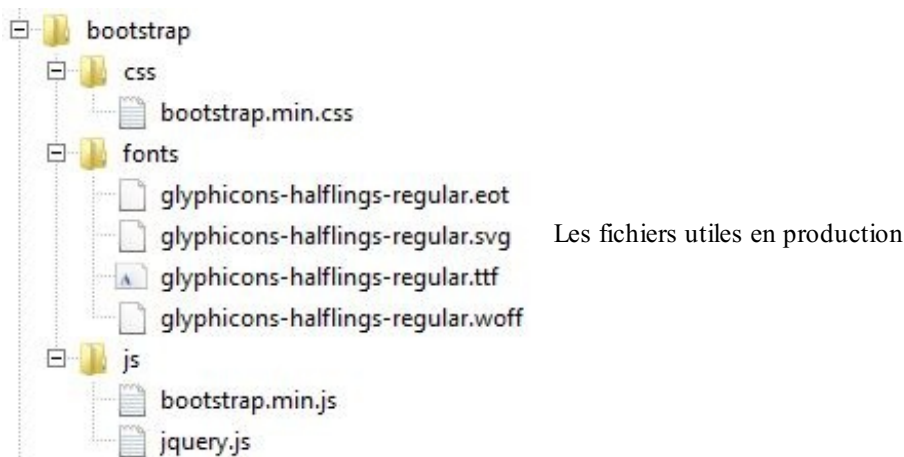 bootstrap
css
bootstrap.min.css
fonts
glyphicons-halflings-regular.eot
glyphicons-halflings-regular.svg
Les fichiers utiles en production
glyphicons-halflings-regular.ttf
glyphicons-halflings-regular.woff
js
bootstrap.min.js
jquery.js